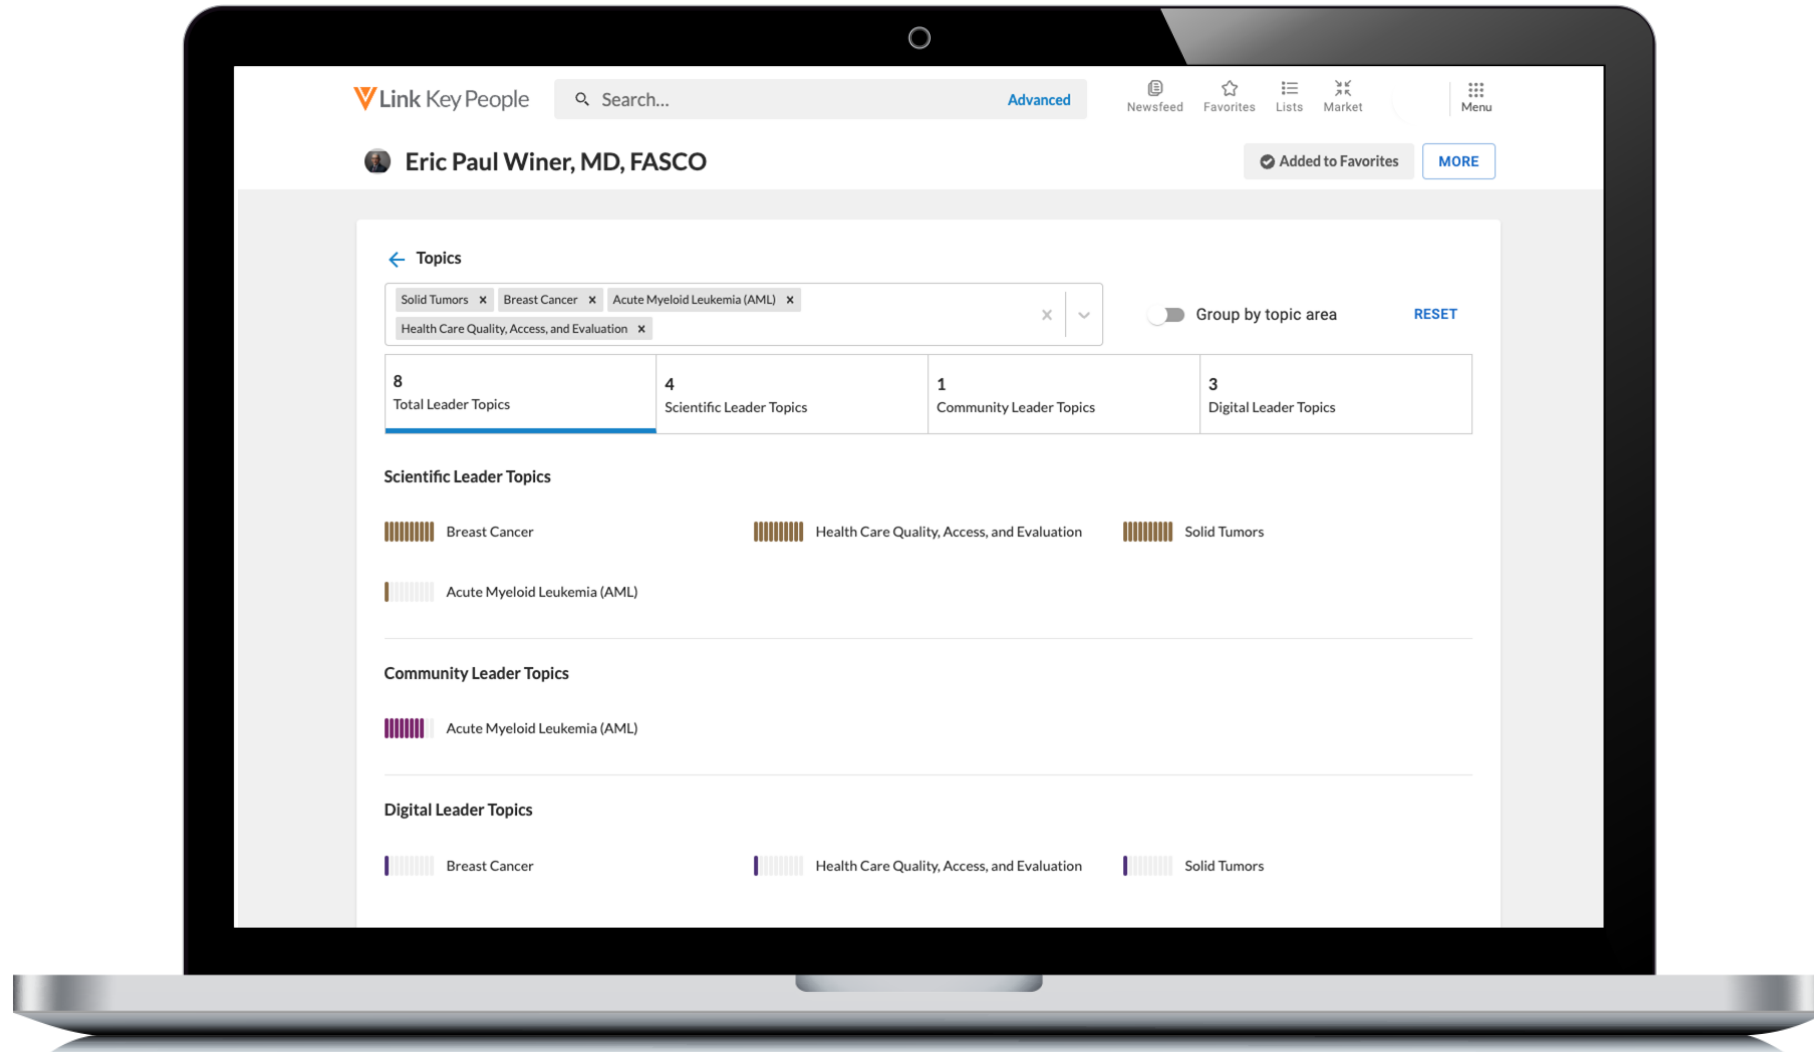 Link Key People
Search...
Advanced
Newsfeed
Favorites
Lists
Market
Menu
Eric Paul Winer, MD, FASCO
Added to Favorites
MORE
Topics
Solid Tumors x Breast Cancer x Acute Myeloid Leukemia (AML) x
Health Care Quality, Access, and Evaluation x
Group by topic area
RESET
8
Total Leader Topics
4
Scientific Leader Topics
1
Community Leader Topics
3
Digital Leader Topics
Scientific Leader Topics
Breast Cancer
Health Care Quality, Access, and Evaluation
Solid Tumors
Acute Myeloid Leukemia (AML)
Community Leader Topics
Acute Myeloid Leukemia (AML)
Digital Leader Topics
Breast Cancer
Health Care Quality, Access, and Evaluation
Solid Tumors